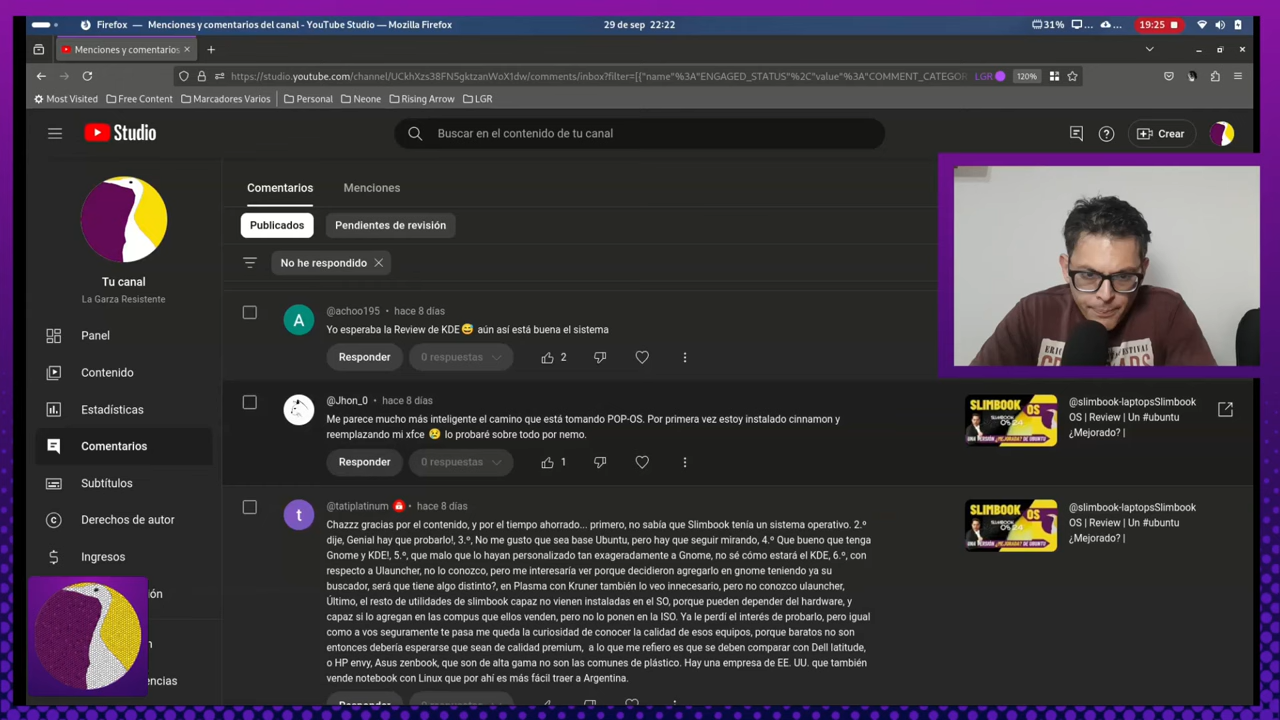 Firefox
Menciones y comentarios del canal - YouTube Studio — Mozilla Firefox
29 de sep 22:22
31%
19:25
Menciones y comentarios
https://studio.youtube.com/channel/UCkhXzs38FN5gktzanWoX1dw/comments/inbox?filter=[{"name"%3A"ENGAGED_STATUS"%2C"value"%3A"COMMENT_CATEGOR
LGR
120%
Most Visited
Free Content
Marcadores Varios
Personal
Neone
Rising Arrow
LGR
Studio
Buscar en el contenido de tu canal
Crear
Comentarios
Menciones
Publicados
Pendientes de revisión
No he respondido
Tu canal
La Garza Resistente
Panel
Contenido
Estadísticas
Comentarios
Subtítulos
Derechos de autor
Ingresos
@achoo195 • hace 8 días
Yo esperaba la Review de KDE😅 aún así está buena el sistema
Responder
0 respuestas
2
@Jhon_0 • hace 8 días
Me parece mucho más inteligente el camino que está tomando POP-OS. Por primera vez estoy instalado cinnamon y
reemplazando mi xfce 😢 lo probaré sobre todo por nemo.
Responder
0 respuestas
1
SLIMBOOK
OS 24
UNA VERSIÓN ¿MEJORADA? DE UBUNTU
@slimbook-laptopsSlimbook
OS | Review | Un #ubuntu
¿Mejorado? |
@tatiplatinum • hace 8 días
Chazzz gracias por el contenido, y por el tiempo ahorrado... primero, no sabía que Slimbook tenía un sistema operativo. 2.º
dije, Genial hay que probarlo!, 3.º, No me gusto que sea base Ubuntu, pero hay que seguir mirando, 4.º Que bueno que tenga
Gnome y KDE!, 5.º, que malo que lo hayan personalizado tan exageradamente a Gnome, no sé cómo estará el KDE, 6.º, con
respecto a Ulauncher, no lo conozco, pero me interesaría ver porque decidieron agregarlo en gnome teniendo ya su
buscador, será que tiene algo distinto?, en Plasma con Kruner también lo veo innecesario, pero no conozco ulauncher,
Último, el resto de utilidades de slimbook capaz no vienen instaladas en el SO, porque pueden depender del hardware, y
capaz si lo agregan en las compus que ellos venden, pero no lo ponen en la ISO. Ya le perdí el interés de probarlo, pero igual
como a vos seguramente te pasa me queda la curiosidad de conocer la calidad de esos equipos, porque baratos no son
entonces debería esperarse que sean de calidad premium, a lo que me refiero es que se deben comparar con Dell latitude,
o HP envy, Asus zenbook, que son de alta gama no son las comunes de plástico. Hay una empresa de EE. UU. que también
vende notebook con Linux que por ahí es más fácil traer a Argentina.
SLIMBOOK
UNA VERSIÓN ¿MEJORADA? DE UBUNTU
@slimbook-laptopsSlimbook
OS | Review | Un #ubuntu
¿Mejorado? |